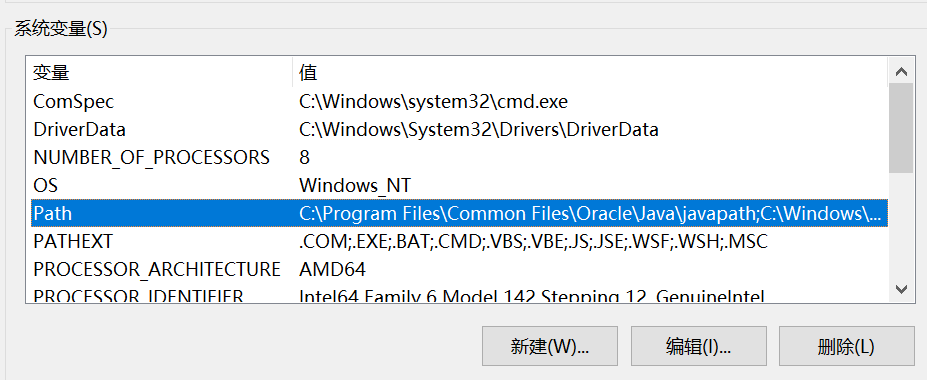 系统变量(S)
变量 值
ComSpec C:\Windows\system32\cmd.exe
DriverData C:\Windows\System32\Drivers\DriverData
NUMBER_OF_PROCESSORS 8
OS Windows_NT
Path C:\Program Files\Common Files\Oracle\Java\javapath;C:\Windows\...
PATHEXT .COM;.EXE;.BAT;.CMD;.VBS;.VBE;.JS;.JSE;.WSF;.WSH;.MSC
PROCESSOR_ARCHITECTURE AMD64
PROCESSOR_IDENTIFIER Intel64 Family 6 Model 142 Stepping 12, GenuineIntel
新建(W)... 编辑(I)... 删除(L)